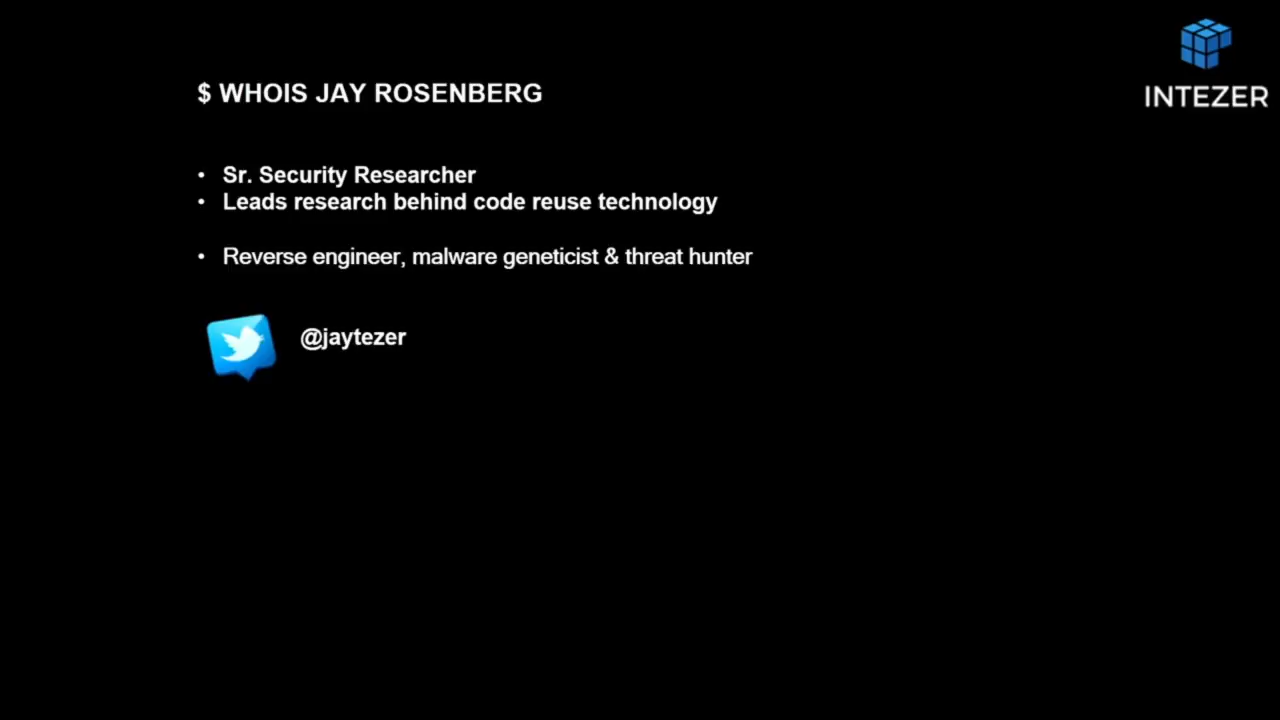 $ WHOIS JAY ROSENBERG
INTEZER
• Sr. Security Researcher
• Leads research behind code reuse technology
• Reverse engineer, malware geneticist & threat hunter
@jaytezer